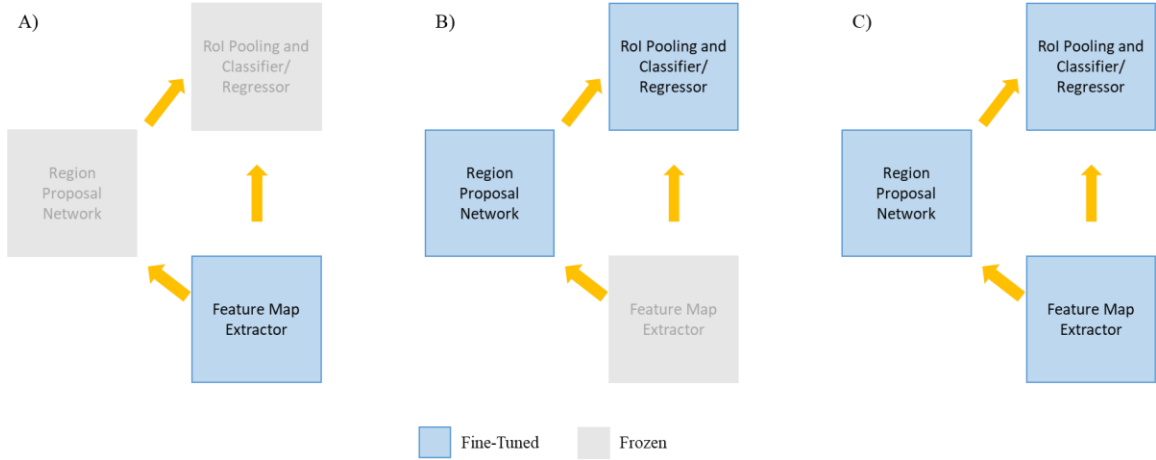 A)
RoI Pooling and
Classifier/
Regressor
Region
Proposal
Network
Feature Map
Extractor
B)
RoI Pooling and
Classifier/
Regressor
Region
Proposal
Network
Feature Map
Extractor
C)
RoI Pooling and
Classifier/
Regressor
Region
Proposal
Network
Feature Map
Extractor
Fine-Tuned
Frozen